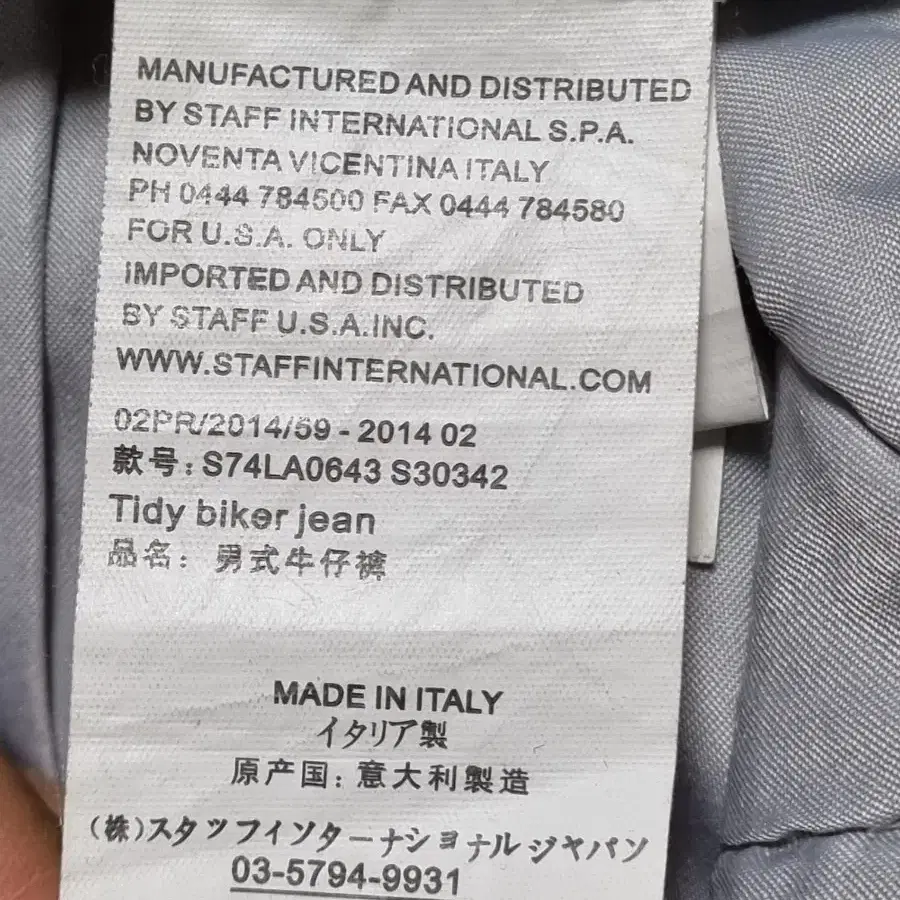 MANUFACTURED AND DISTRIBUTED
BY STAFF INTERNATIONAL S.P.A.
NOVENTA VICENTINA ITALY
PH 0444 784500 FAX 0444 784580
FOR U.S.A. ONLY
IMPORTED AND DISTRIBUTED
BY STAFF U.S.A.INC.
WWW.STAFFINTERNATIONAL.COM
02PR/2014/59 - 2014 02
款号: S74LA0643 S30342
Tidy biker jean
品名: 男式牛仔裤
MADE IN ITALY
イタリア製
原产国: 意大利製造
(株)スタッフインターナショナルジャパン
03-5794-9931